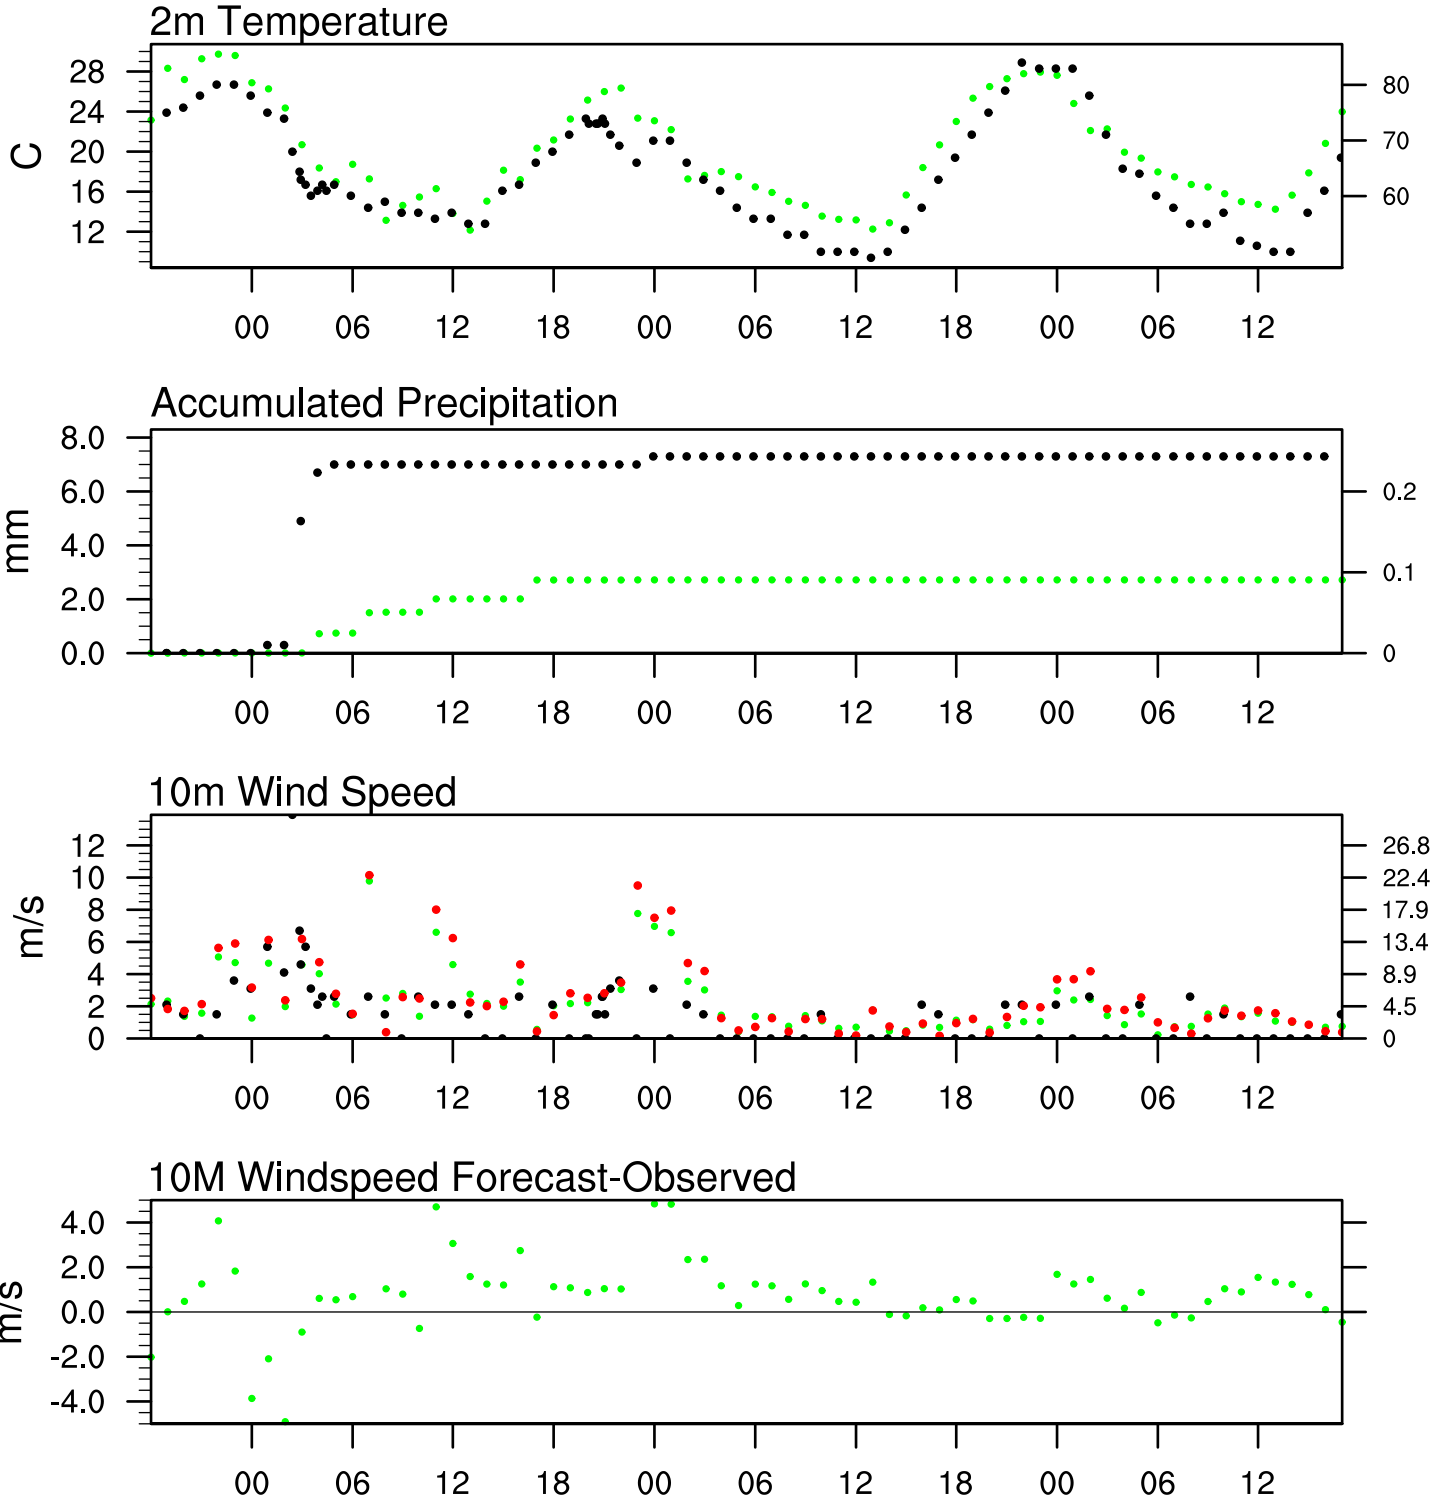 2m Temperature
28
24
20
16
12
C
80
70
60
00 06 12 18 00 06 12 18 00 06 12
Accumulated Precipitation
8.0
6.0
4.0
2.0
0.0
mm
0.2
0.1
0
00 06 12 18 00 06 12 18 00 06 12
10m Wind Speed
12
10
8
6
4
2
0
m/s
26.8
22.4
17.9
13.4
8.9
4.5
0
00 06 12 18 00 06 12 18 00 06 12
10M Windspeed Forecast-Observed
4.0
2.0
0.0
-2.0
-4.0
m/s
00 06 12 18 00 06 12 18 00 06 12